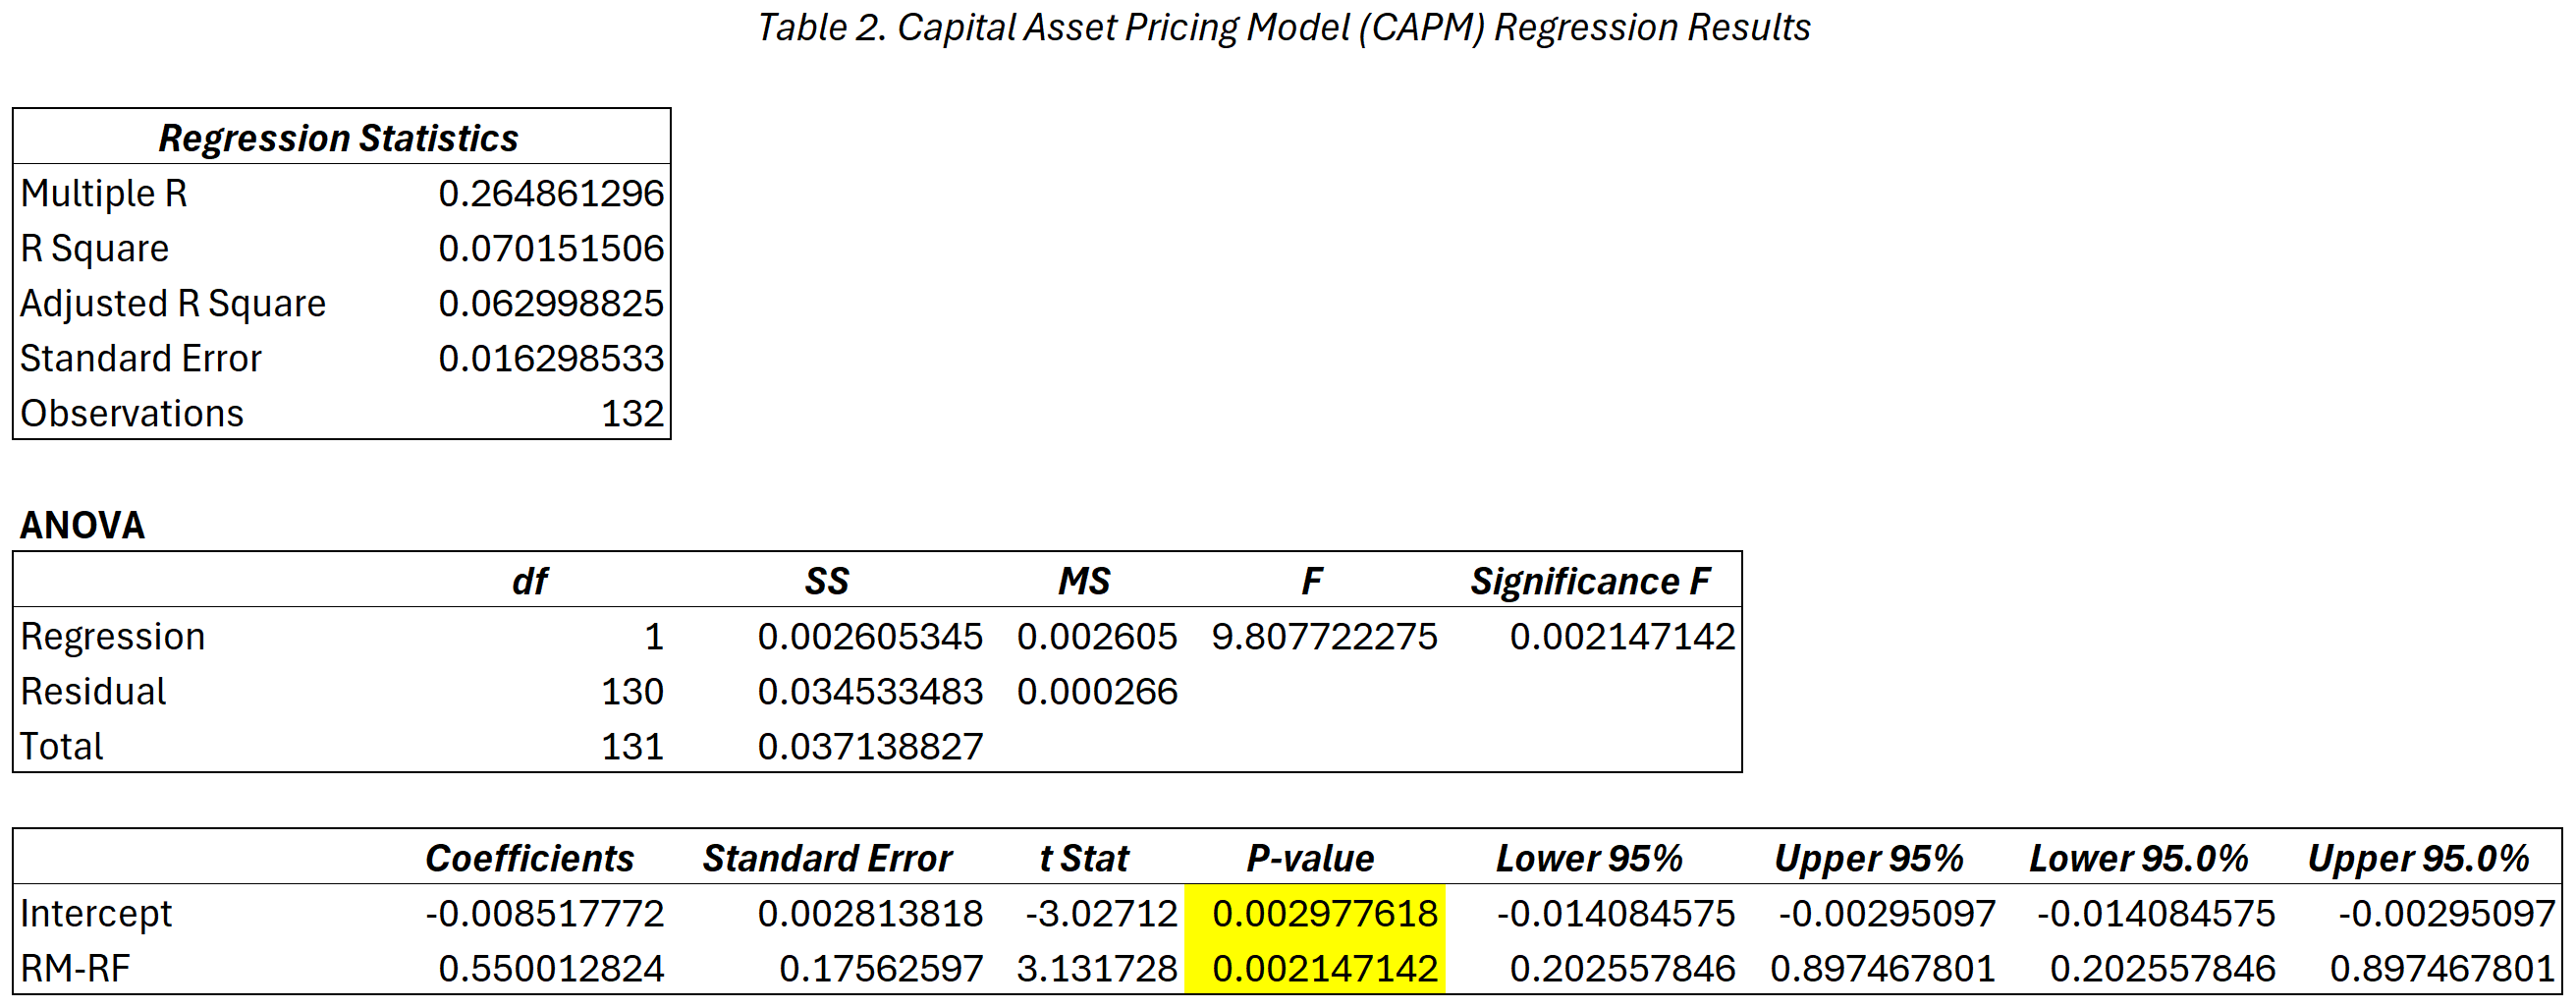 Table 2. Capital Asset Pricing Model (CAPM) Regression Results
Regression Statistics
Multiple R 0.264861296
R Square 0.070151506
Adjusted R Square 0.062998825
Standard Error 0.016298533
Observations 132
ANOVA
df SS MS F Significance F
Regression 1 0.002605345 0.002605 9.807722275 0.002147142
Residual 130 0.034533483 0.000266
Total 131 0.037138827
Coefficients Standard Error t Stat P-value Lower 95% Upper 95% Lower 95.0% Upper 95.0%
Intercept -0.008517772 0.002813818 -3.02712 0.002977618 -0.014084575 -0.00295097 -0.014084575 -0.00295097
RM-RF 0.550012824 0.17562597 3.131728 0.002147142 0.202557846 0.897467801 0.202557846 0.897467801